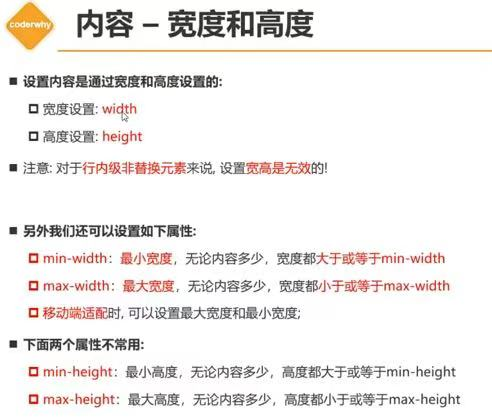 coderwhy
内容 – 宽度和高度
设置内容是通过宽度和高度设置的:
宽度设置: width
高度设置: height
注意: 对于行内级非替换元素来说, 设置宽高是无效的!
另外我们还可以设置如下属性:
min-width：最小宽度，无论内容多少，宽度都大于或等于min-width
max-width：最大宽度，无论内容多少，宽度都小于或等于max-width
移动端适配时, 可以设置最大宽度和最小宽度;
下面两个属性不常用:
min-height：最小高度，无论内容多少，高度都大于或等于min-height
max-height：最大高度，无论内容多少，高度都小于或等于max-height